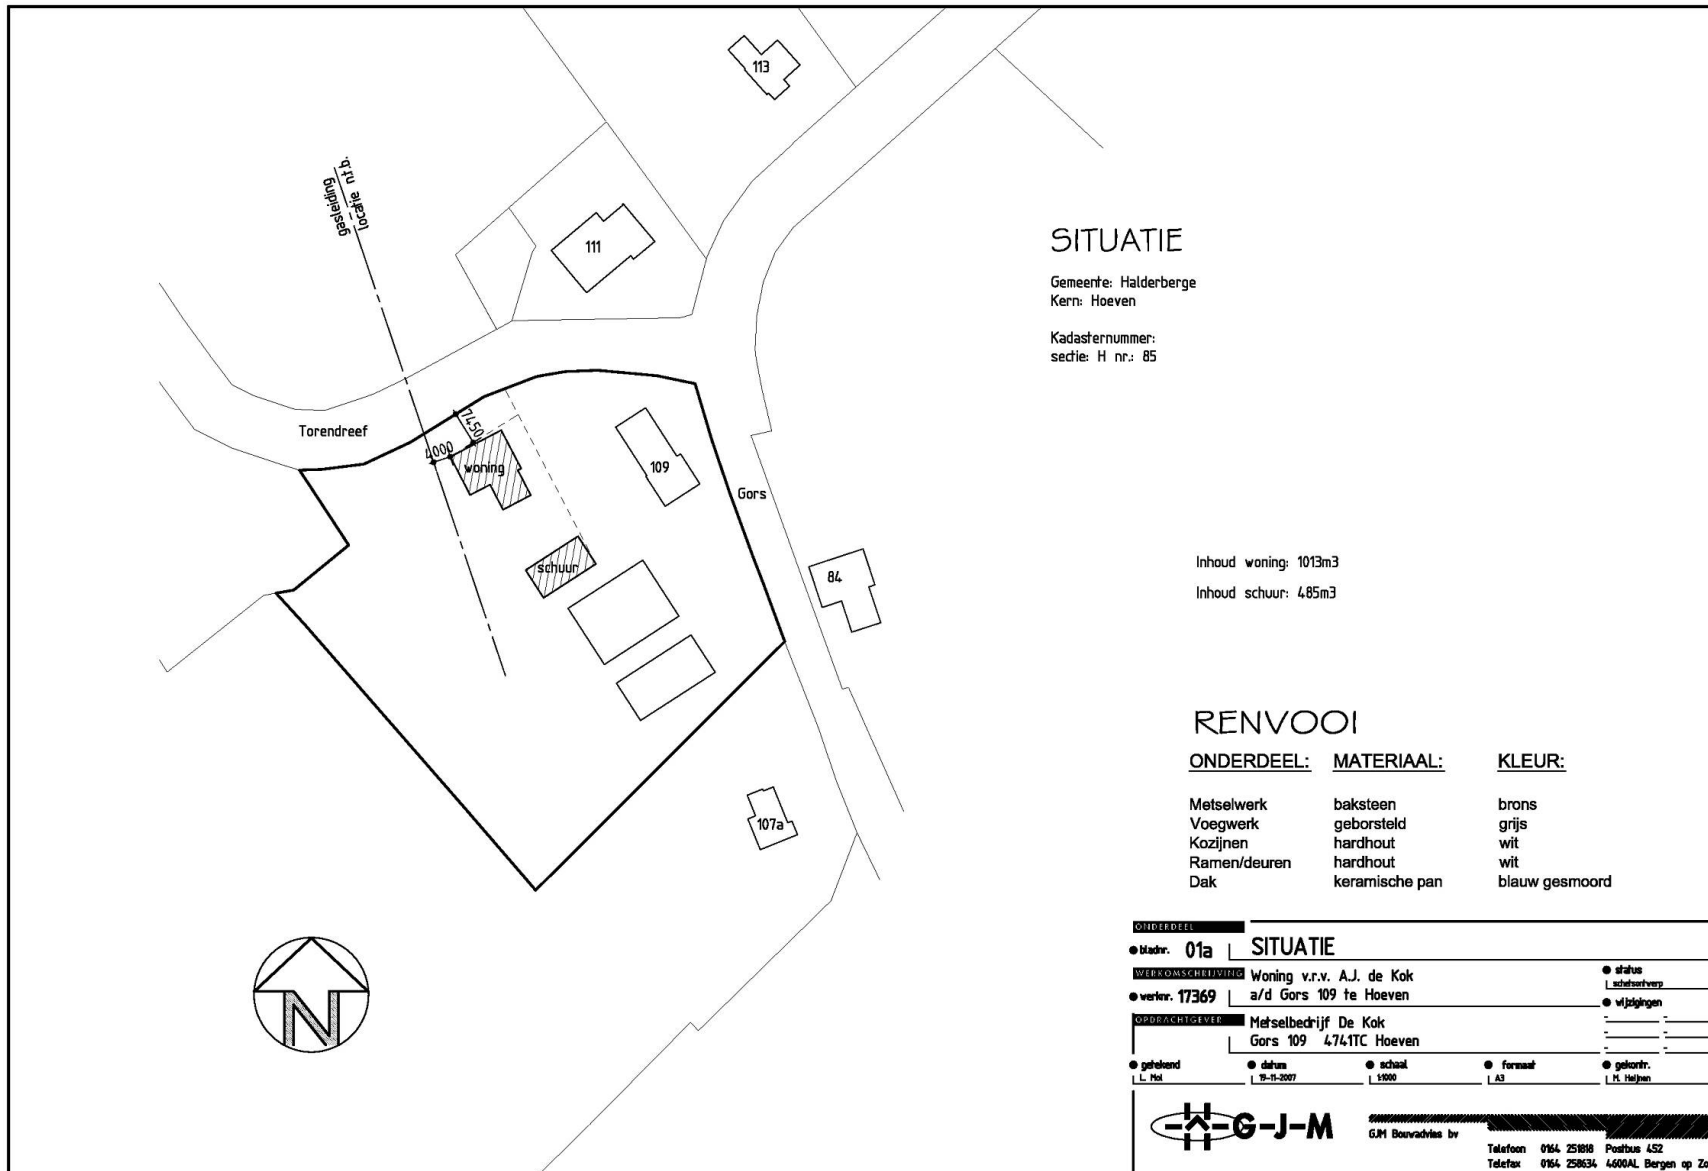 113
gasleiding
locatie n.t.b.
111
Torendreef
7450
4000
woning
109
Gors
schuur
84
107a
N
SITUATIE
Gemeente: Halderberge
Kern: Hoeven
Kadasternummer:
sectie: H nr.: 85
Inhoud woning: 1013m3
Inhoud schuur: 485m3
RENVOOI
ONDERDEEL: MATERIAAL: KLEUR:
Metselwerk baksteen brons
Voegwerk geborsteld grijs
Kozijnen hardhout wit
Ramen/deuren hardhout wit
Dak keramische pan blauw gesmoord
ONDERDEEL
bladnr. 01a SITUATIE
WERKOMSCHRIJVING Woning v.r.v. A.J. de Kok
werknr. 17369 a/d Gors 109 te Hoeven
status
schetsontwerp
wijzigingen
OPDRACHTGEVER Metselbedrijf De Kok
Gors 109 4741TC Hoeven
getekend datum schaal formaat gekontr.
L. Mol 19-11-2007 1:1000 A3 M. Heijnen
G-J-M
GJM Bouwadvies bv
Telefoon 0164 251818 Postbus 452
Telefax 0164 258634 4600AL Bergen op Zo